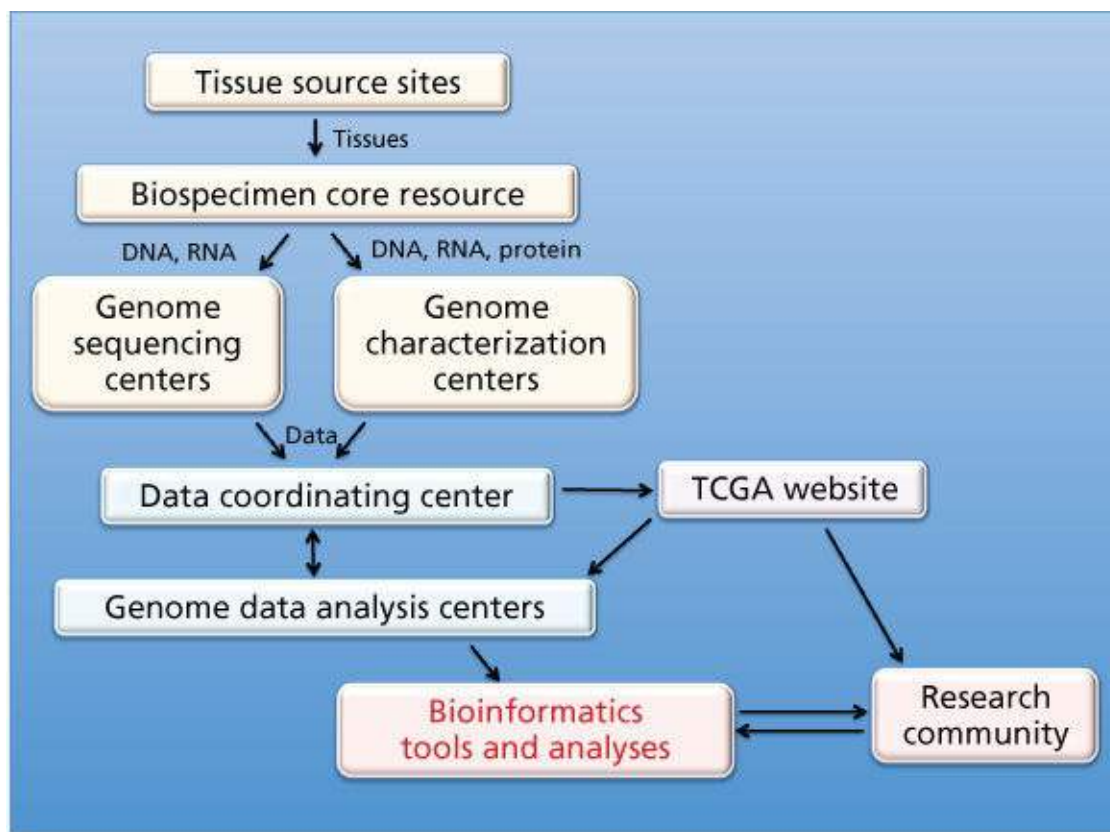 Tissue source sites
Tissues
Biospecimen core resource
DNA, RNA
DNA, RNA, protein
Genome
sequencing
centers
Genome
characterization
centers
Data
Data coordinating center
TCGA website
Genome data analysis centers
Bioinformatics
tools and analyses
Research
community